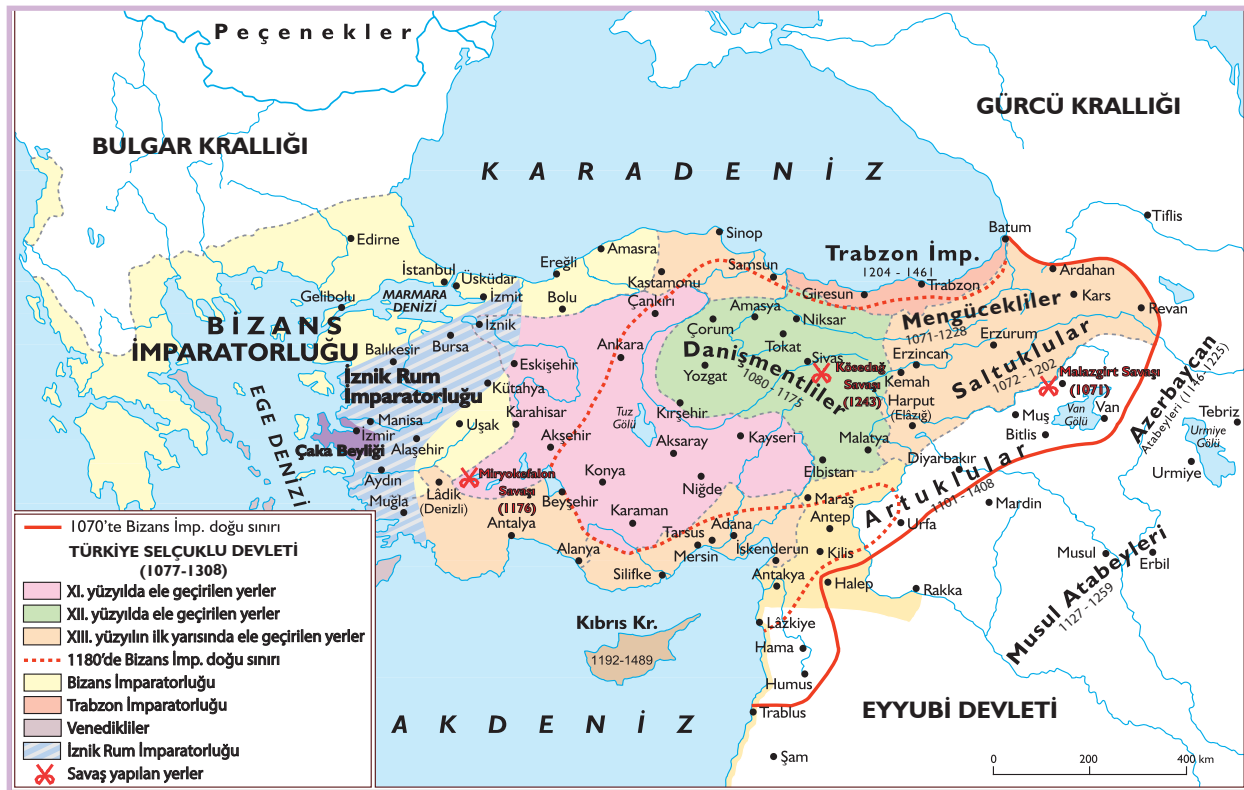 Peçenekler
GÜRCÜ KRALLIĞI
BULGAR KRALLIĞI
KARADENİZ
Tiflis
Sinop
Batum
Edirne
Amasra
Trabzon İmp.
1204 - 1461
İstanbul
Üsküdar
Ereğli
Samsun
Ardahan
Kastamonu
Gelibolu
MARMARA
DENİZİ
İzmit
Bolu
Çankırı
Giresun
Trabzon
Kars
Revan
Mengücekliler
1071-1228
Amasya
Niksar
BİZANS
İMPARATORLUĞU
İznik
Bursa
Çorum
Erzurum
Balıkesir
Ankara
Tokat
Danişmentliler
1080 - 1175
Sivas
Erzincan
Saltuklular
1072 - 1202
Eskişehir
Yozgat
Kösedağ
Savaşı
(1243)
Kemah
Malazgirt Savaşı
(1071)
Azerbaycan
Atabeyleri (1146-1225)
İznik Rum
İmparatorluğu
Kütahya
Harput
(Elazığ)
EGE DENİZİ
Karahisar
Tuz
Gölü
Kırşehir
Muş
Van
Gölü
Van
Tebriz
Manisa
İzmir
Uşak
Urmiye
Gölü
Çaka Beyliği
Alaşehir
Akşehir
Aksaray
Kayseri
Malatya
Bitlis
Diyarbakır
Urmiye
Aydın
Miryokefalon
Savaşı
(1176)
Konya
Elbistan
Lâdik
(Denizli)
Beyşehir
Niğde
Maraş
Artuklular
1101 - 1408
Mardin
Muğla
Antalya
Karaman
Adana
Antep
Urfa
Tarsus
Mersin
Alanya
İskenderun
Kilis
Musul
Erbil
Silifke
Antakya
Halep
Rakka
Musul Atabeyleri
1127 - 1259
Kıbrıs Kr.
1192-1489
Lâzkiye
Hama
Humus
AKDENİZ
Trablus
EYYUBİ DEVLETİ
Şam
0
200
400 km
1070'te Bizans İmp. doğu sınırı
TÜRKİYE SELÇUKLU DEVLETİ
(1077-1308)
XI. yüzyılda ele geçirilen yerler
XII. yüzyılda ele geçirilen yerler
XIII. yüzyılın ilk yarısında ele geçirilen yerler
1180'de Bizans İmp. doğu sınırı
Bizans İmparatorluğu
Trabzon İmparatorluğu
Venedikliler
İznik Rum İmparatorluğu
Savaş yapılan yerler